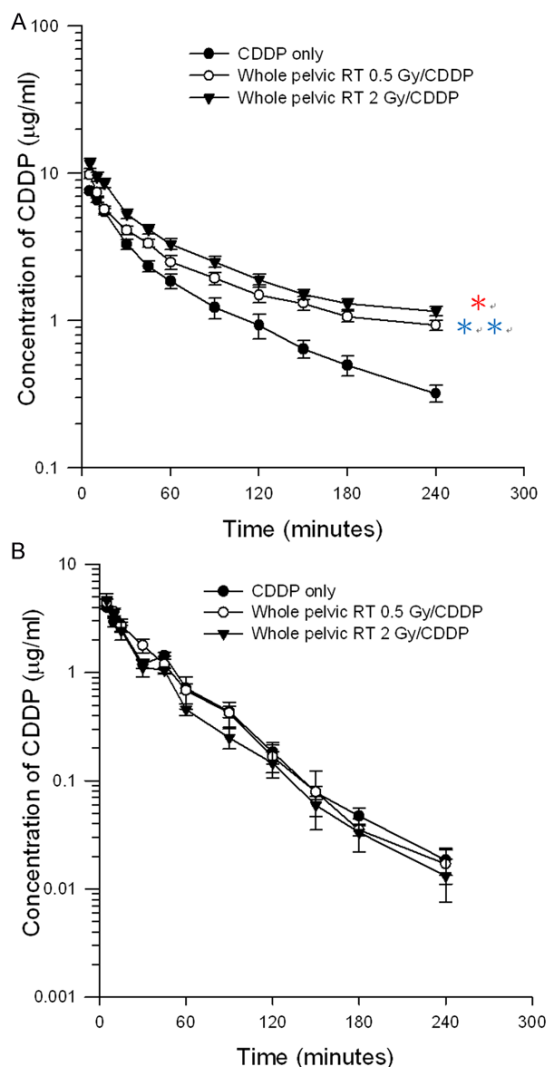 A
CDDP only
Whole pelvic RT 0.5 Gy/CDDP
Whole pelvic RT 2 Gy/CDDP
Concentration of CDDP (μg/ml)
100
10
1
0.1
*
* *
0 60 120 180 240 300
Time (minutes)
B
CDDP only
Whole pelvic RT 0.5 Gy/CDDP
Whole pelvic RT 2 Gy/CDDP
Concentration of CDDP (μg/ml)
10
1
0.1
0.01
0.001
0 60 120 180 240 300
Time (minutes)